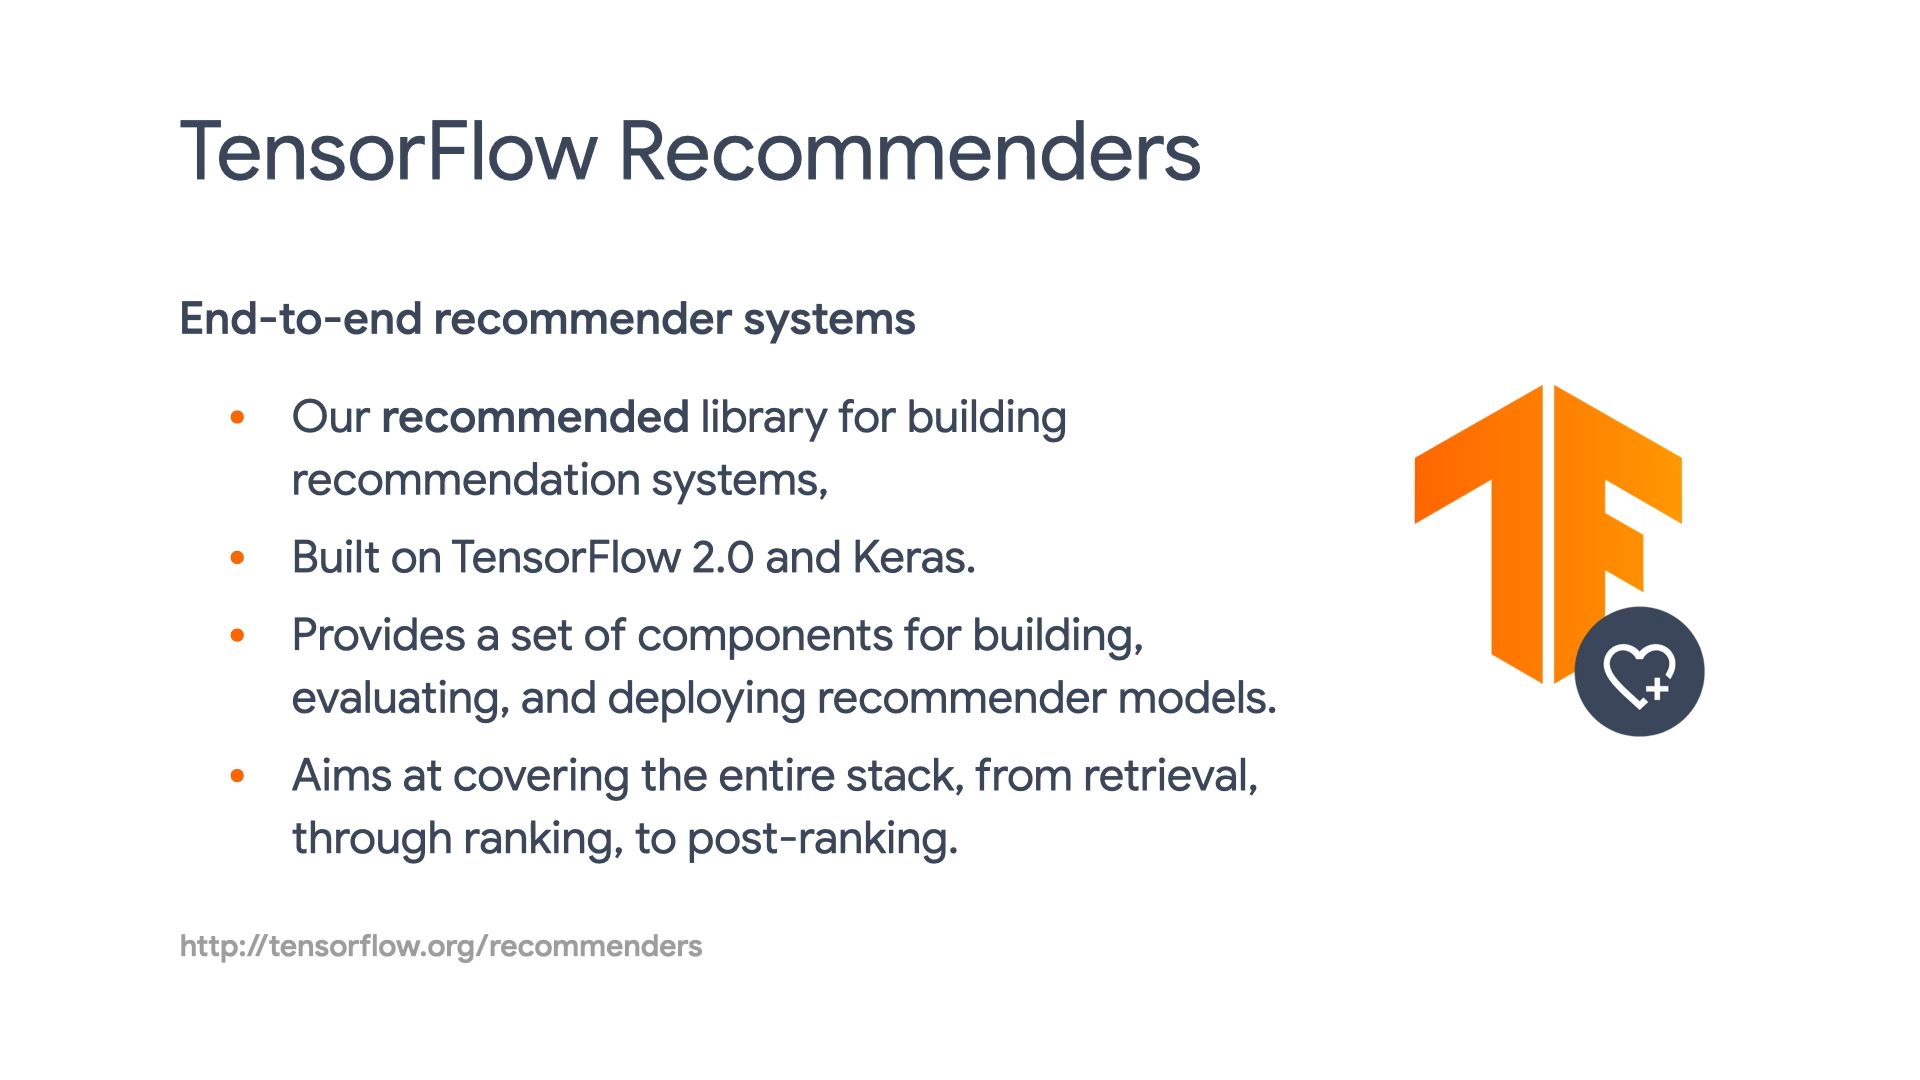 TensorFlow Recommenders
End-to-end recommender systems
• Our recommended library for building
recommendation systems,
• Built on TensorFlow 2.0 and Keras.
• Provides a set of components for building,
evaluating, and deploying recommender models.
• Aims at covering the entire stack, from retrieval,
through ranking, to post-ranking.
http://tensorflow.org/recommenders